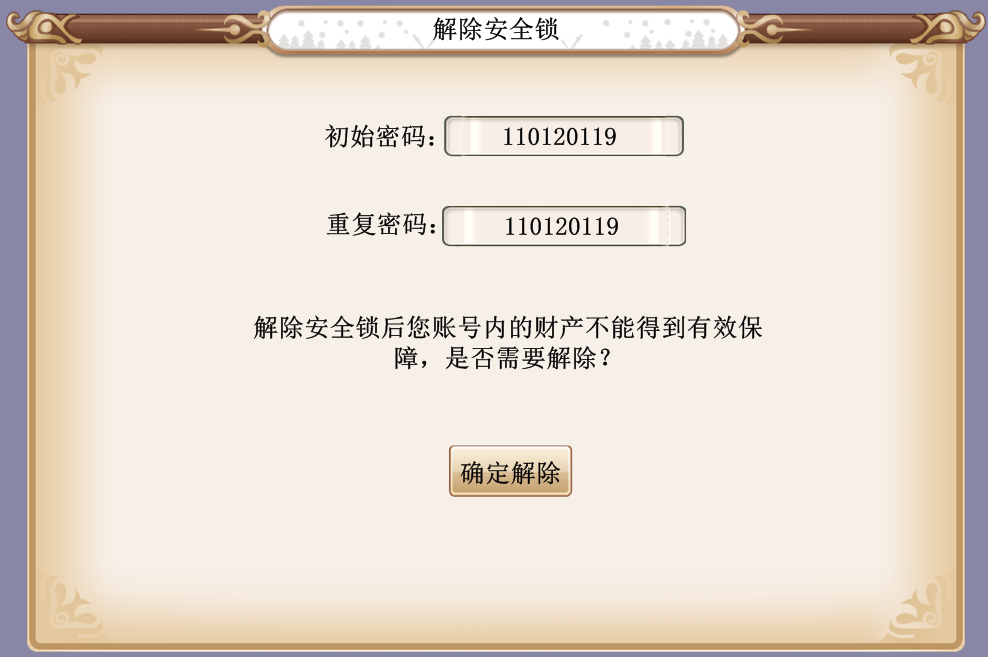 解除安全锁
初始密码：110120119
重复密码：110120119
解除安全锁后您账号内的财产不能得到有效保
障，是否需要解除？
确定解除